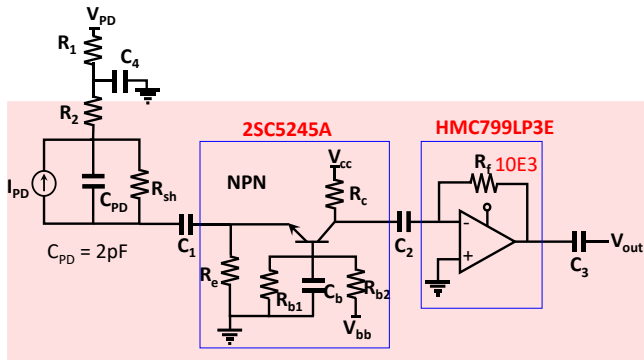 V_PD
R_1
C_4
R_2
2SC5245A
HMC799LP3E
V_cc
NPN
R_f 10E3
R_c
I_PD
C_PD
R_sh
-
+
C_1
C_2
C_3
V_out
C_PD = 2pF
R_e
R_b1
C_b
R_b2
V_bb